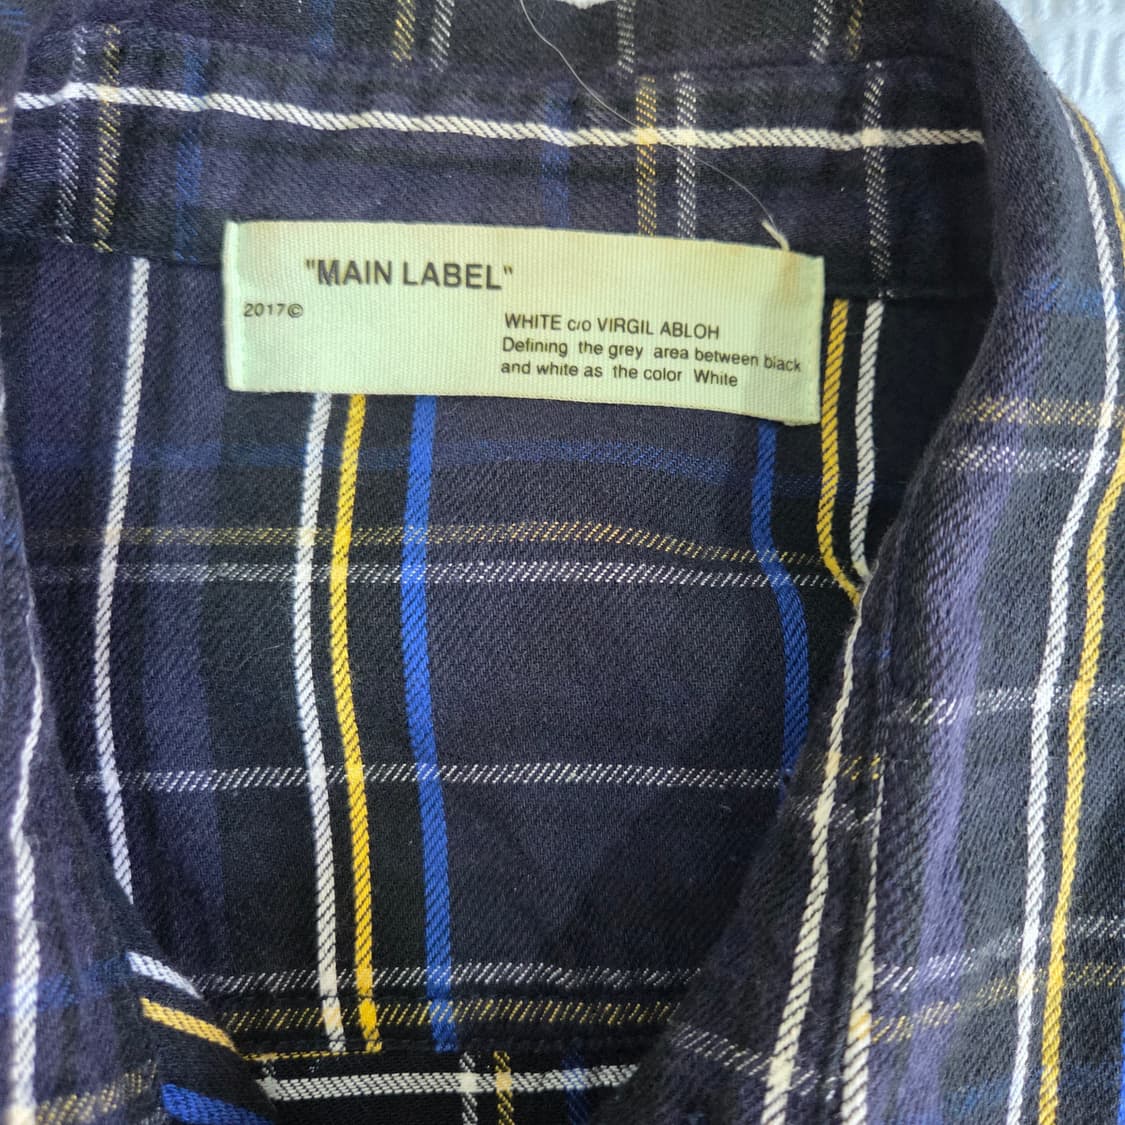 "MAIN LABEL"
2017©
WHITE c/o VIRGIL ABLOH
Defining the grey area between black
and white as the color White